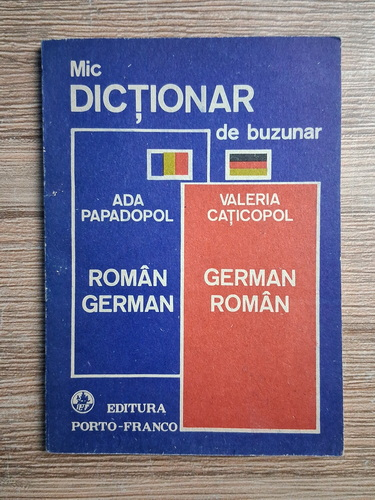 Mic
DICȚIONAR
de buzunar
ADA
PAPADOPOL
ROMÂN
GERMAN
VALERIA
CAȚICOPOL
GERMAN
ROMÂN
EDITURA
PORTO-FRANCO